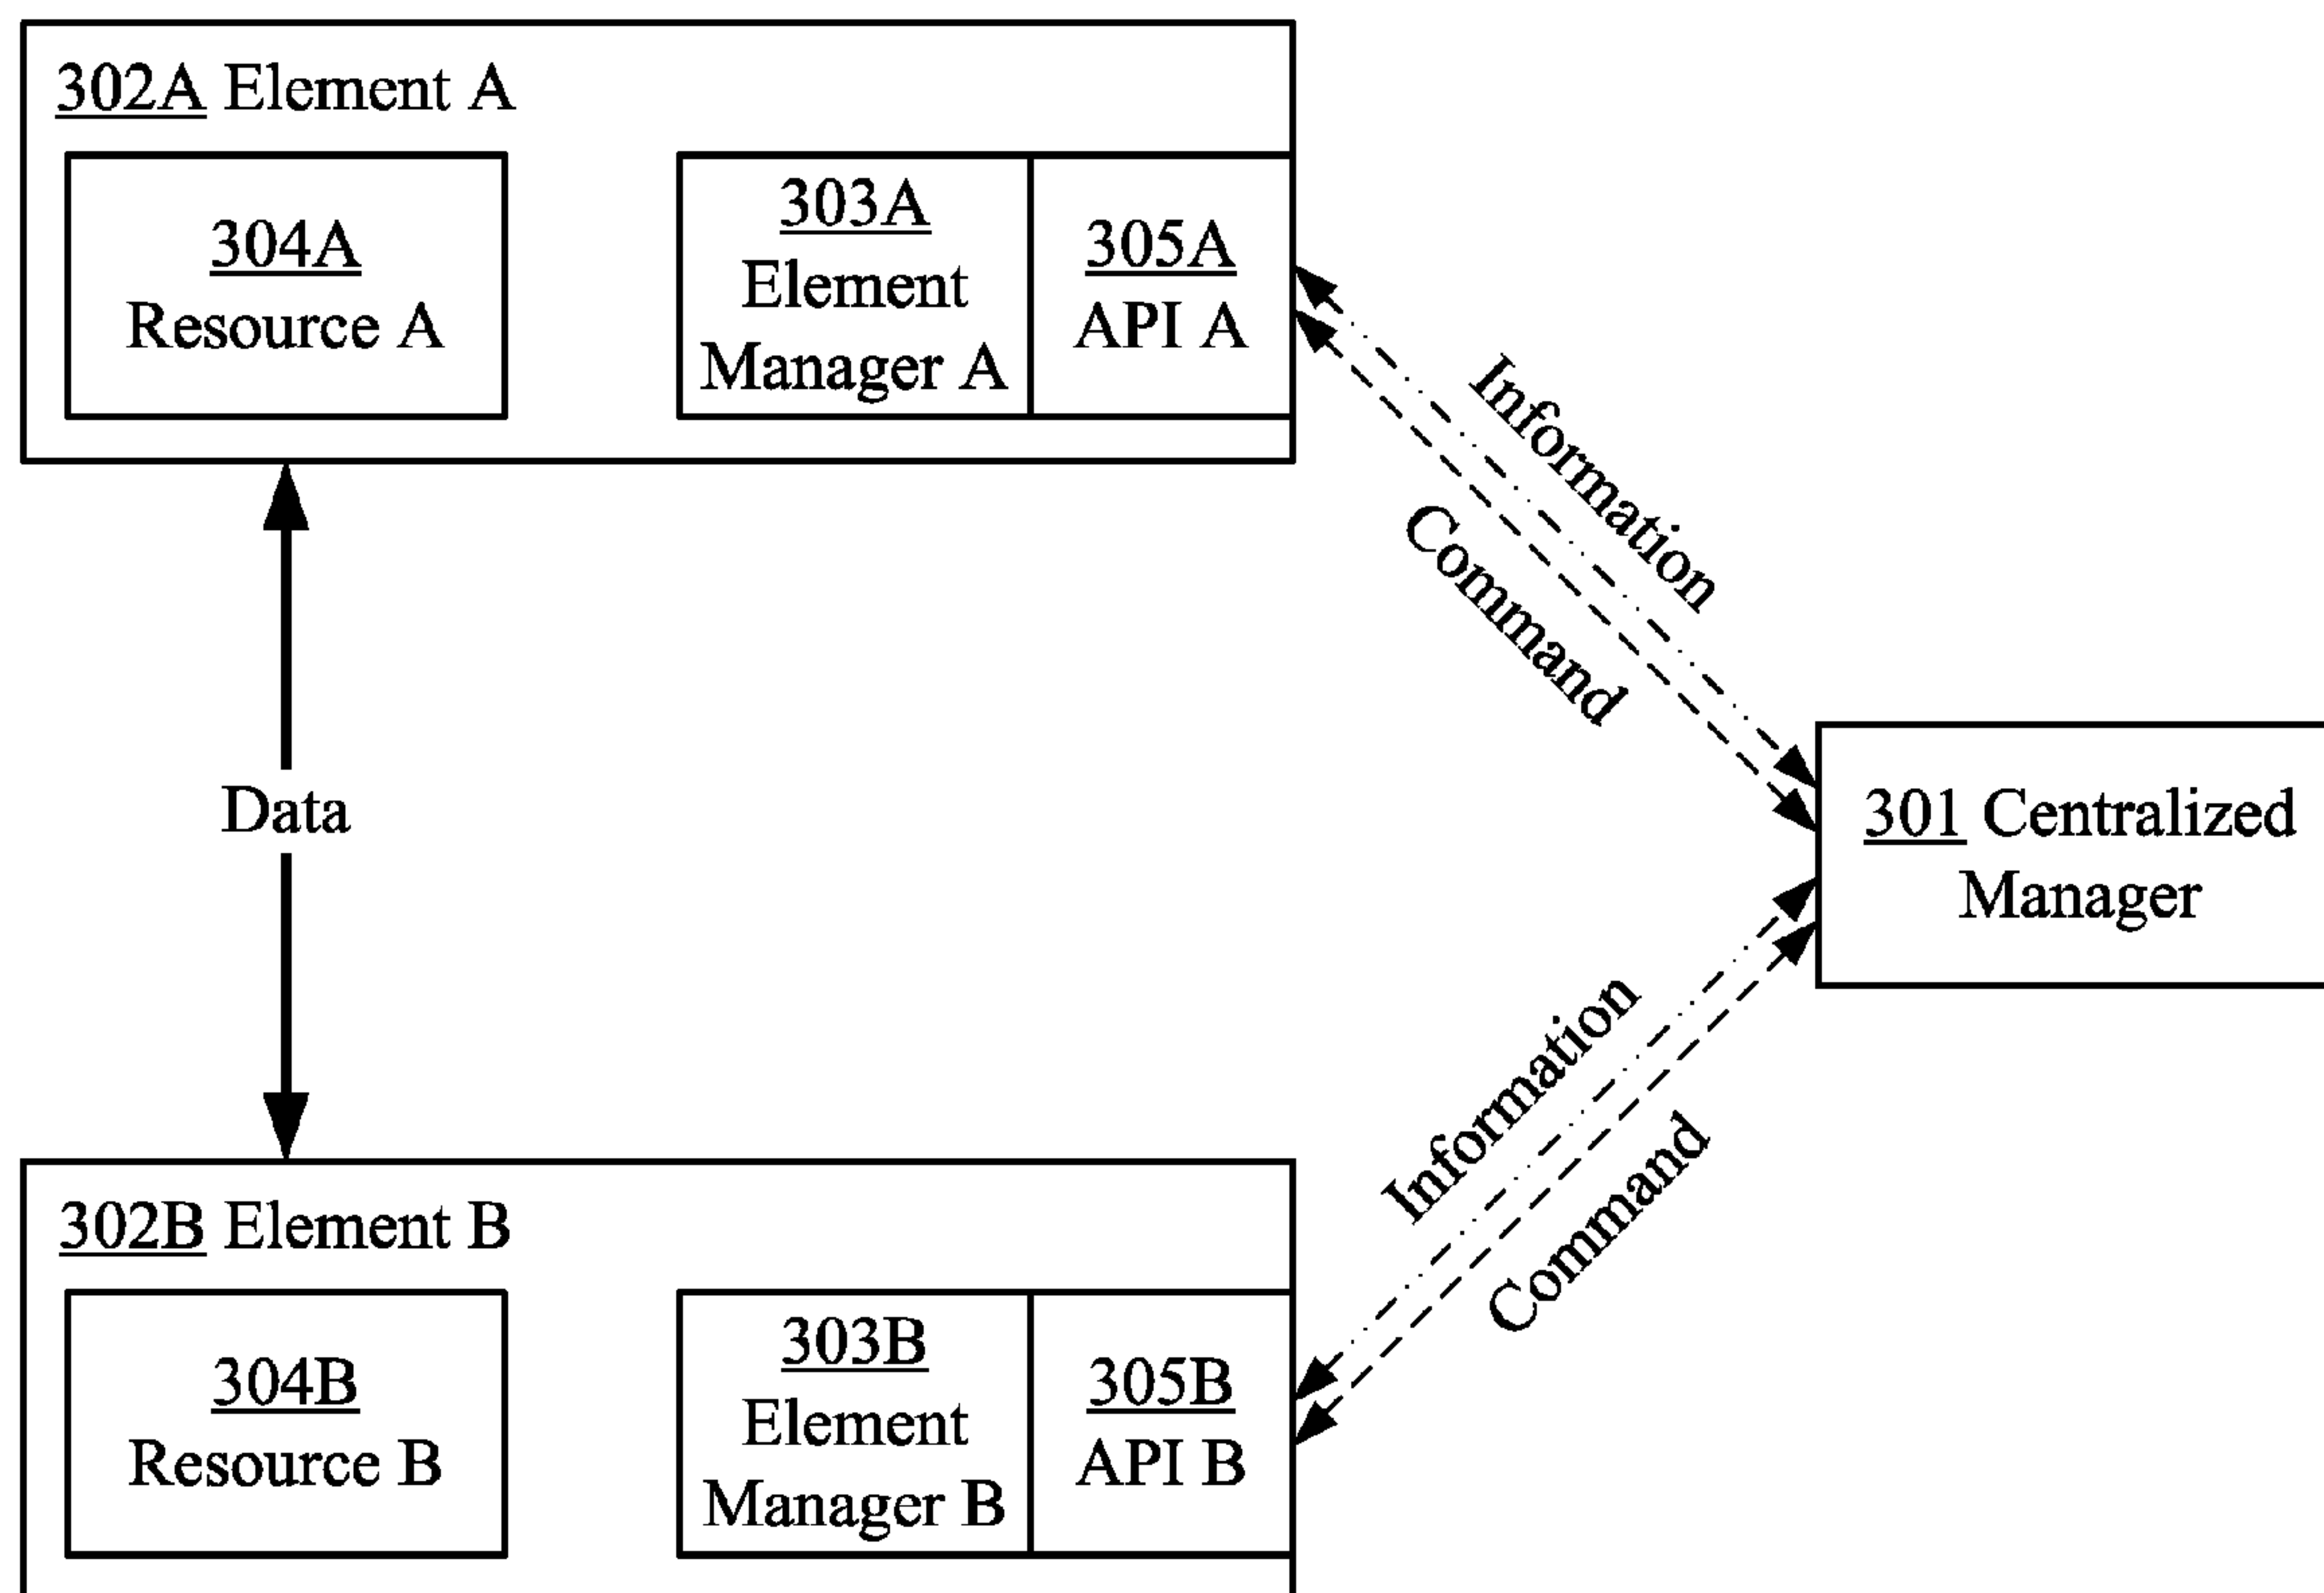 302A Element A
304A
Resource A
303A
Element
Manager A
305A
API A
Information
Command
Data
301 Centralized
Manager
Information
Command
302B Element B
304B
Resource B
303B
Element
Manager B
305B
API B